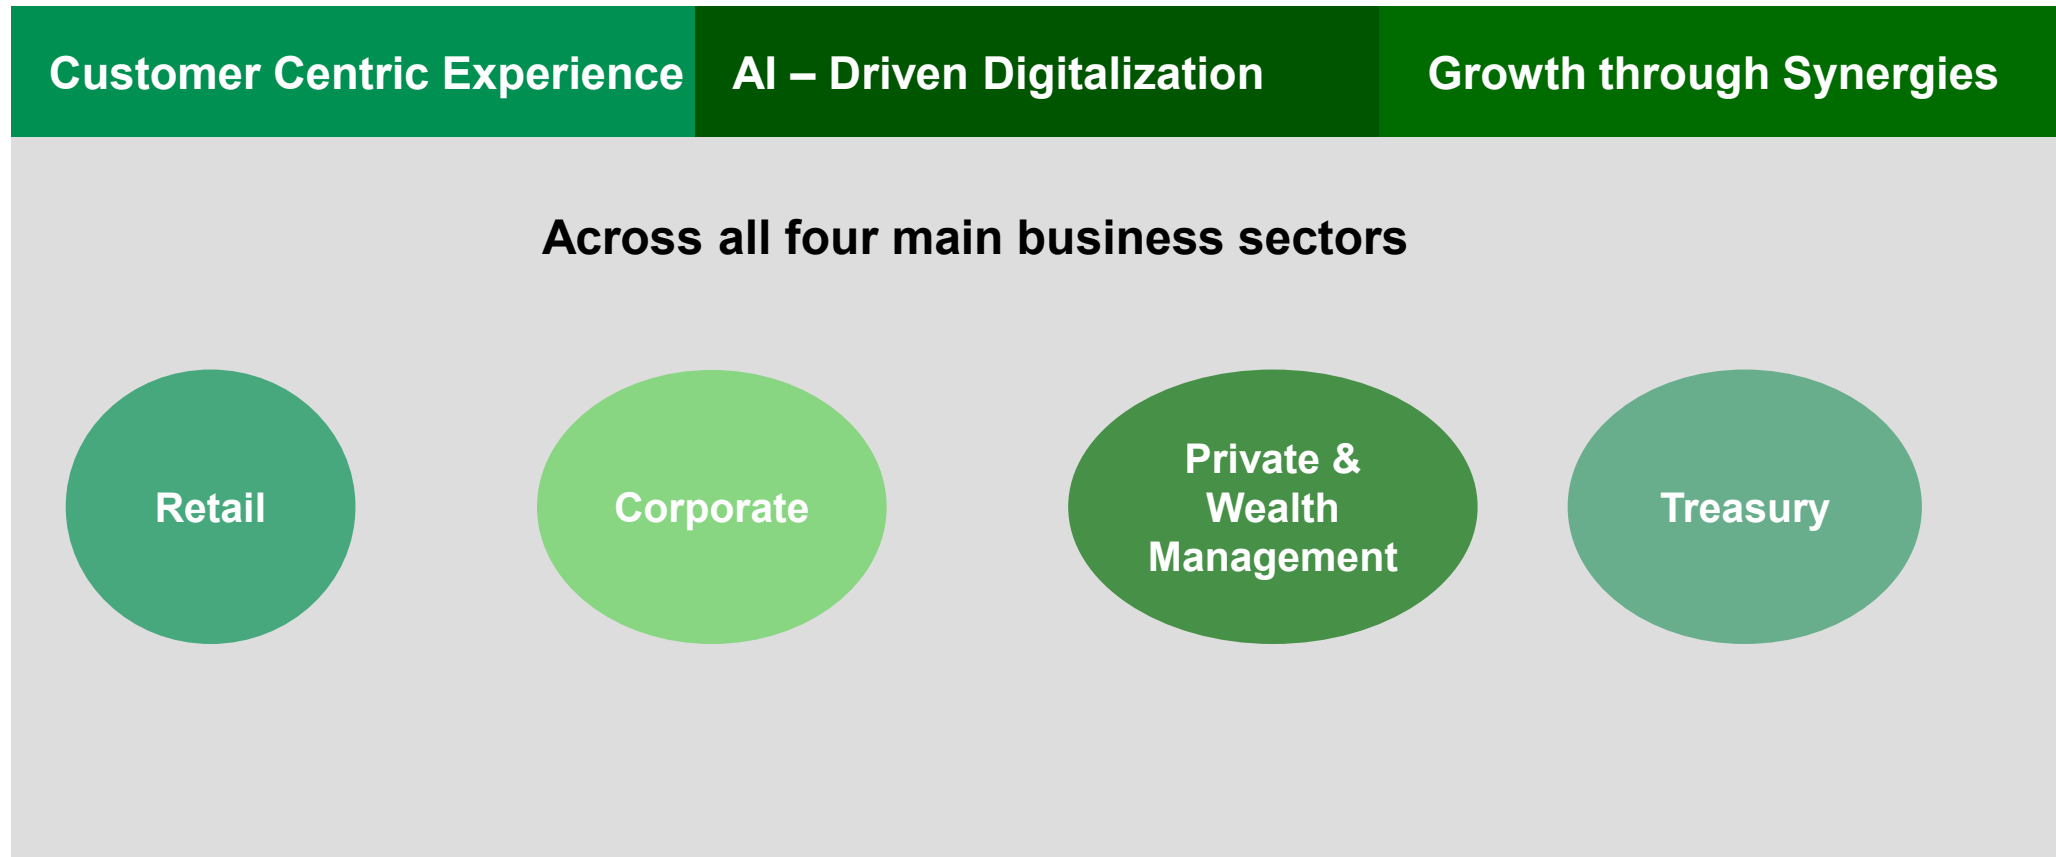 Customer Centric Experience
AI – Driven Digitalization
Growth through Synergies
Across all four main business sectors
Retail
Corporate
Private &
Wealth
Management
Treasury